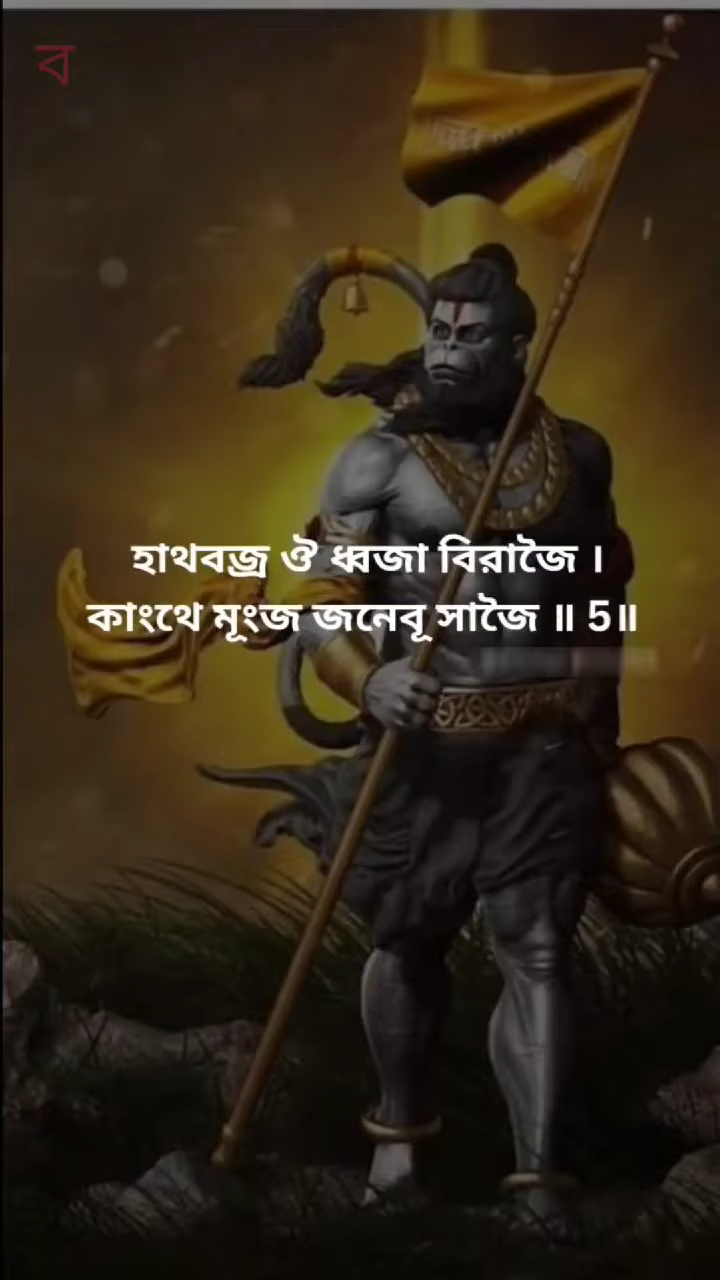 ব
হাথবজ্র ঔ ধ্বজা বিরাজৈ ।
কাংথে মূংজ জনেবূ সাজৈ ॥ 5॥